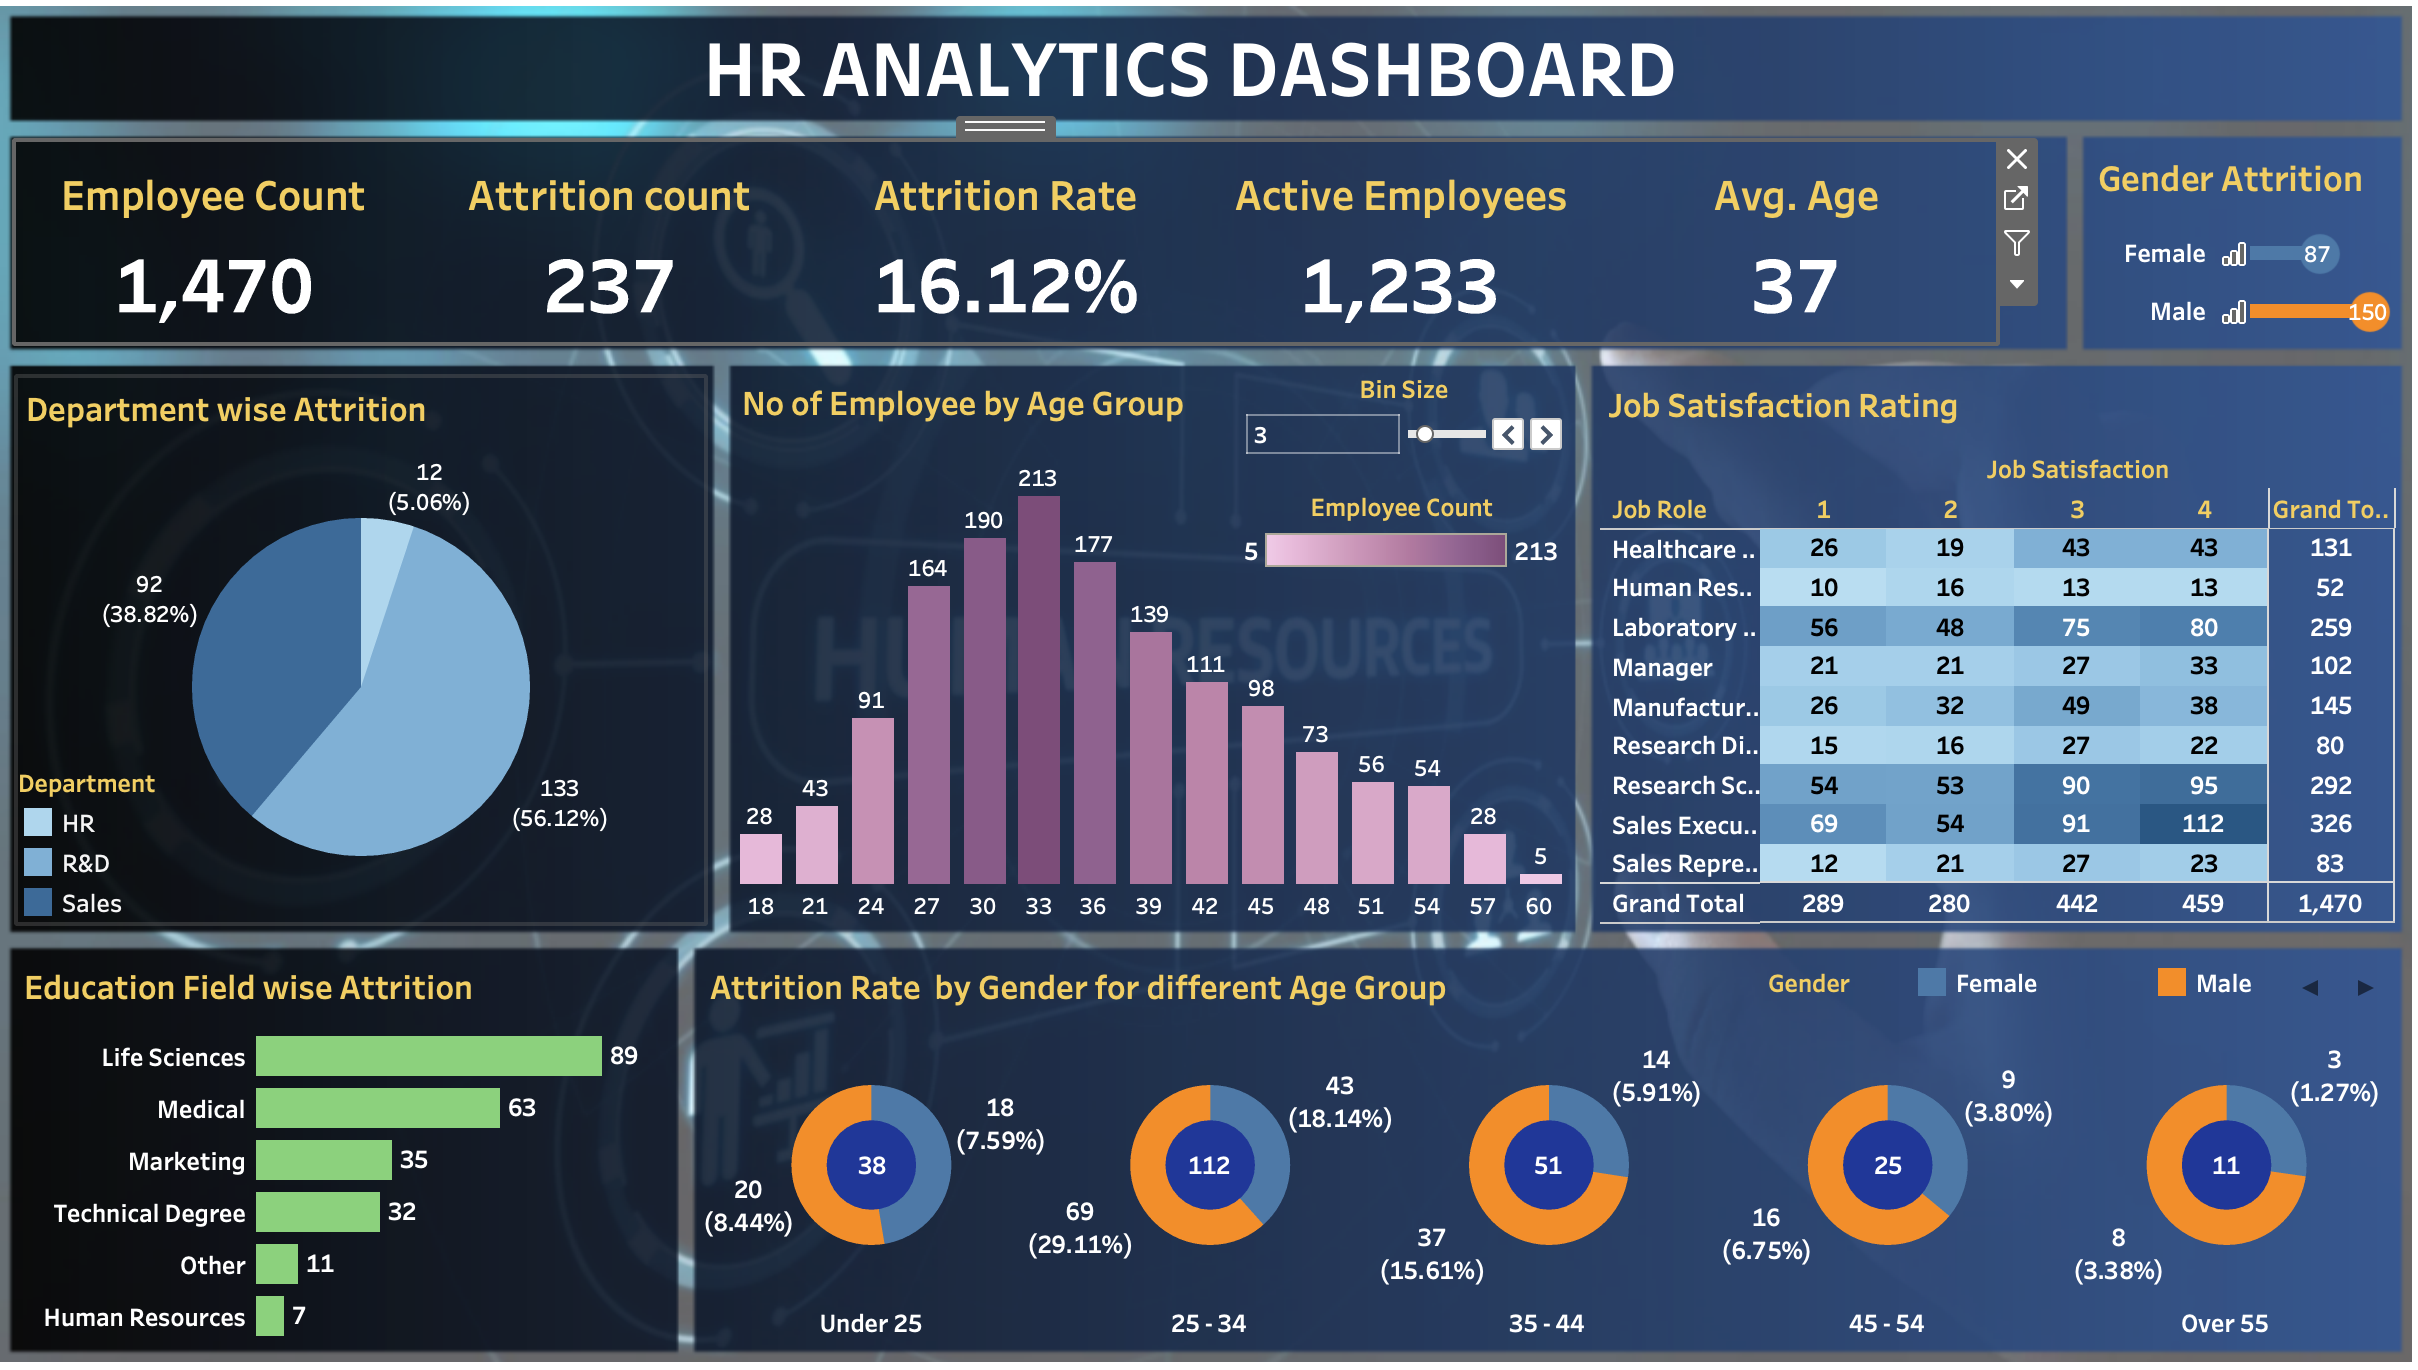 HR ANALYTICS DASHBOARD
Employee Count
1,470
Attrition count
237
Attrition Rate
16.12%
Active Employees
1,233
Avg. Age
37
Gender Attrition
Female 87
Male 150
Department wise Attrition
12
(5.06%)
92
(38.82%)
133
(56.12%)
Department
HR
R&D
Sales
No of Employee by Age Group
Bin Size
3
Employee Count
5 213
28 43 91 164 190 213 177 139 111 98 73 56 54 28 5
18 21 24 27 30 33 36 39 42 45 48 51 54 57 60
HUMAN RESOURCES
Job Satisfaction Rating
Job Satisfaction
Job Role 1 2 3 4 Grand To..
Healthcare .. 26 19 43 43 131
Human Res.. 10 16 13 13 52
Laboratory .. 56 48 75 80 259
Manager 21 21 27 33 102
Manufactur.. 26 32 49 38 145
Research Di.. 15 16 27 22 80
Research Sc.. 54 53 90 95 292
Sales Execu.. 69 54 91 112 326
Sales Repre.. 12 21 27 23 83
Grand Total 289 280 442 459 1,470
Education Field wise Attrition
Life Sciences 89
Medical 63
Marketing 35
Technical Degree 32
Other 11
Human Resources 7
Attrition Rate by Gender for different Age Group
Gender Female Male
18
(7.59%)
38
20
(8.44%)
Under 25
43
(18.14%)
112
69
(29.11%)
25 - 34
14
(5.91%)
51
37
(15.61%)
35 - 44
9
(3.80%)
25
16
(6.75%)
45 - 54
3
(1.27%)
11
8
(3.38%)
Over 55